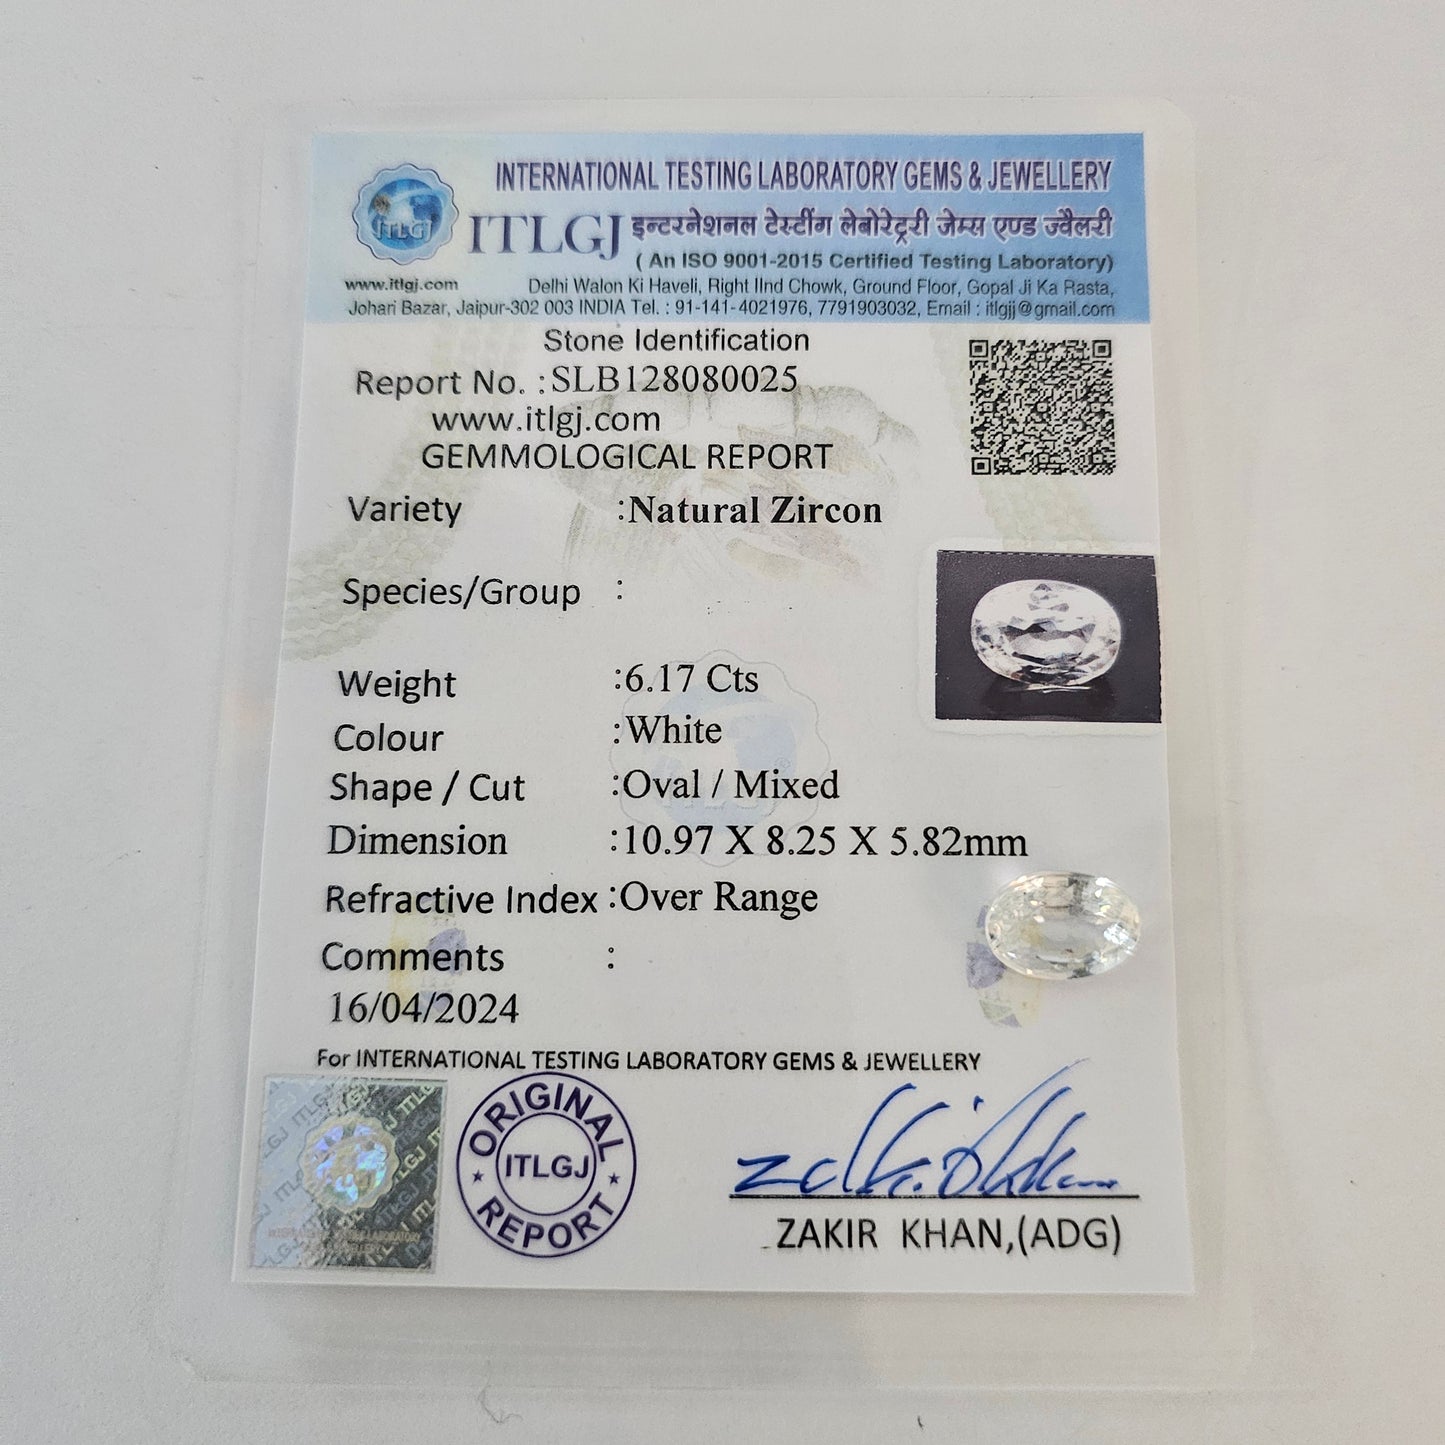 INTERNATIONAL TESTING LABORATORY GEMS & JEWELLERY
ITLGJ
ITLGJ इन्टरनेशनल टेस्टींग लेबोरेट्री जेम्स एण्ड ज्वैलरी
( An ISO 9001-2015 Certified Testing Laboratory)
www.itlgj.com Delhi Walon Ki Haveli, Right IInd Chowk, Ground Floor, Gopal Ji Ka Rasta,
Johari Bazar, Jaipur-302 003 INDIA Tel. : 91-141-4021976, 7791903032, Email : itlgjj@gmail.com
Stone Identification
Report No. :SLB128080025
www.itlgj.com
GEMMOLOGICAL REPORT
Variety :Natural Zircon
Species/Group :
Weight :6.17 Cts
Colour :White
Shape / Cut :Oval / Mixed
Dimension :10.97 X 8.25 X 5.82mm
Refractive Index :Over Range
Comments :
16/04/2024
For INTERNATIONAL TESTING LABORATORY GEMS & JEWELLERY
ORIGINAL
ITLGJ
REPORT
ZAKIR KHAN,(ADG)